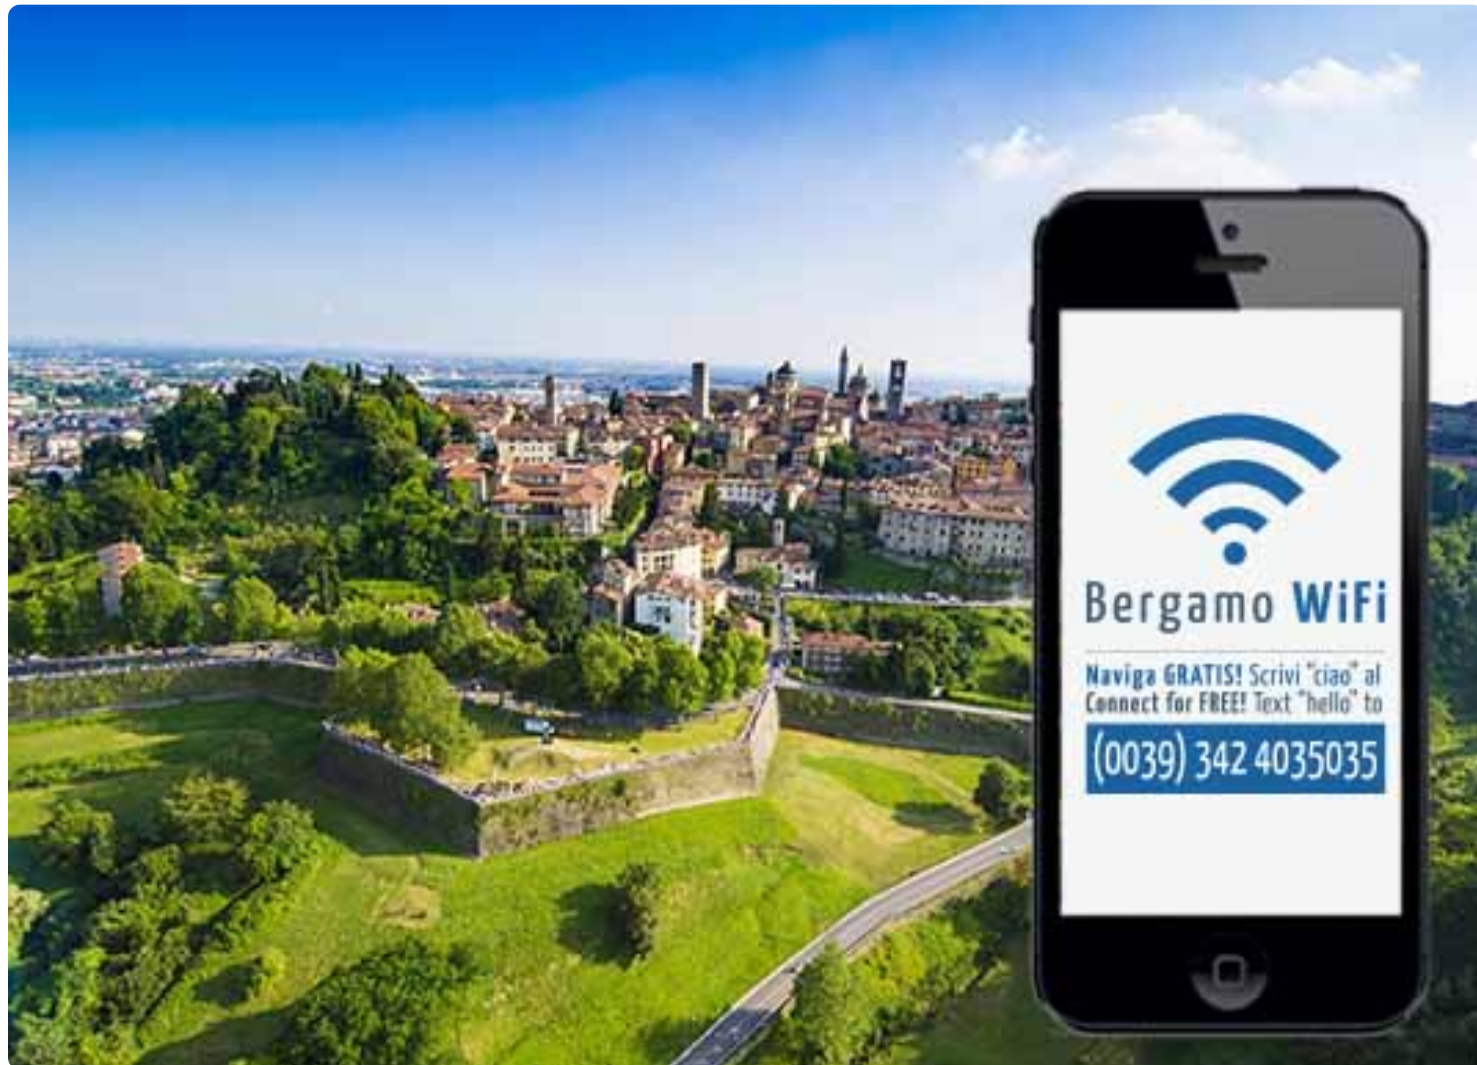 Bergamo WiFi
Naviga GRATIS! Scrivi "ciao" al
Connect for FREE! Text "hello" to
(0039) 342 4035035